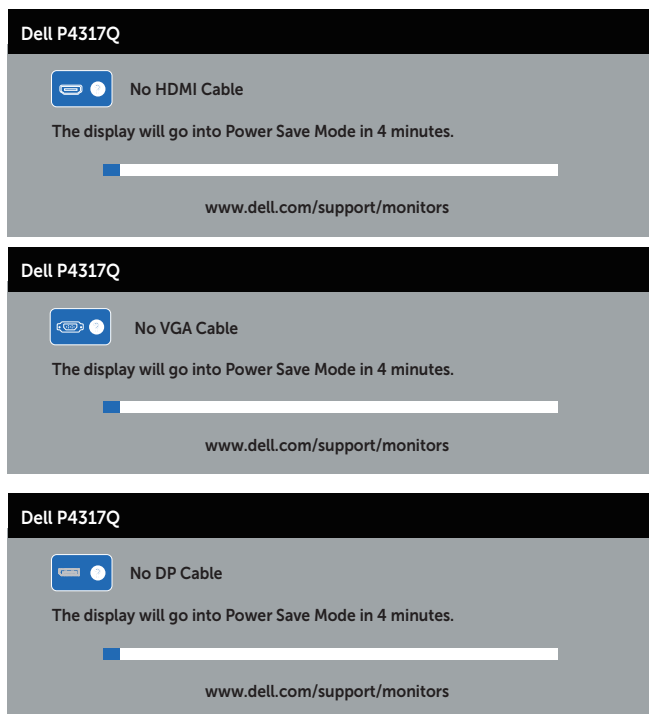 Dell P4317Q
No HDMI Cable
The display will go into Power Save Mode in 4 minutes.
www.dell.com/support/monitors
Dell P4317Q
No VGA Cable
The display will go into Power Save Mode in 4 minutes.
www.dell.com/support/monitors
Dell P4317Q
No DP Cable
The display will go into Power Save Mode in 4 minutes.
www.dell.com/support/monitors